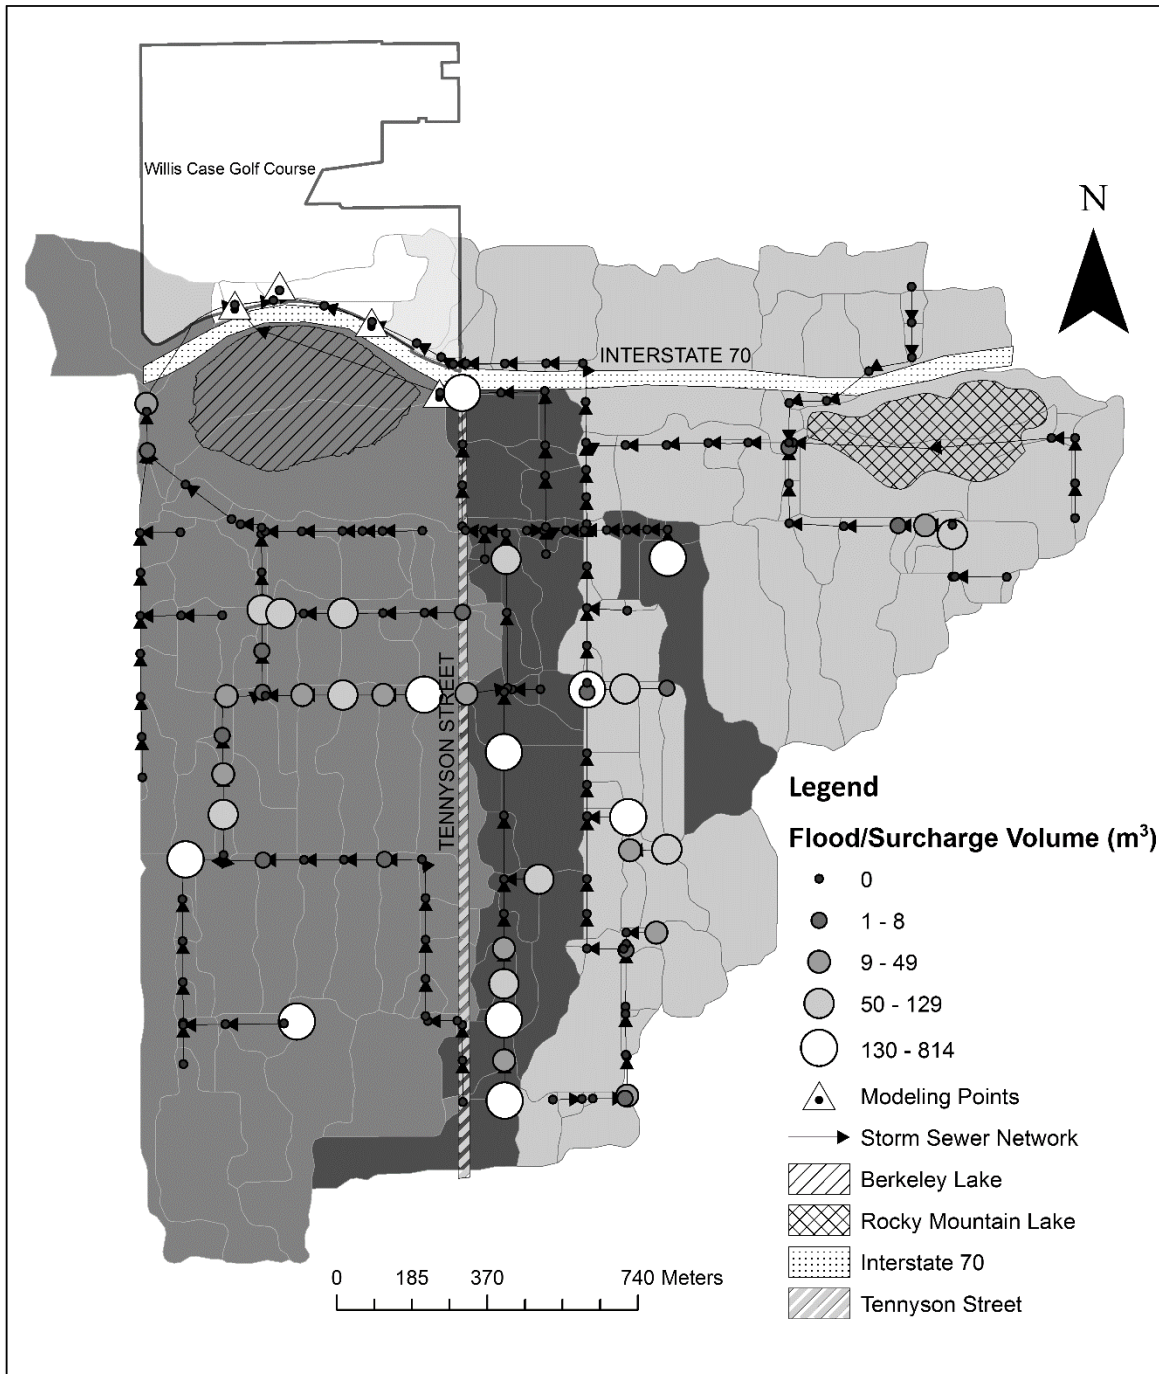 Willis Case Golf Course
N
INTERSTATE 70
TENNYSON STREET
Legend
Flood/Surcharge Volume (m³)
0
1 - 8
9 - 49
50 - 129
130 - 814
Modeling Points
Storm Sewer Network
Berkeley Lake
Rocky Mountain Lake
Interstate 70
Tennyson Street
0 185 370 740 Meters